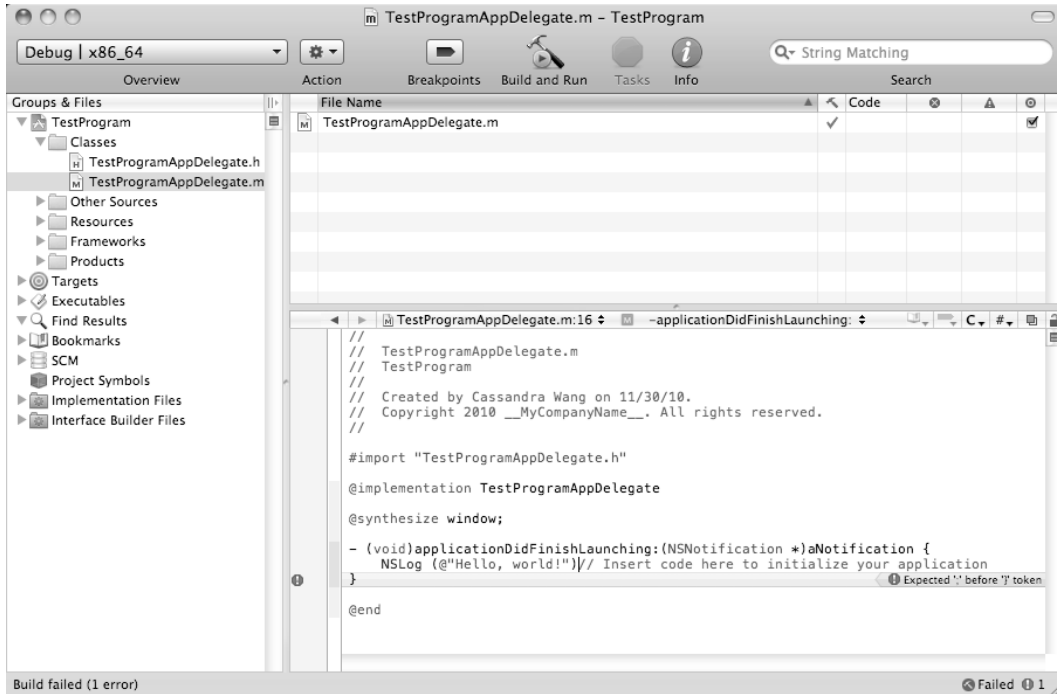 TestProgramAppDelegate.m – TestProgram
Debug | x86_64
String Matching
Overview
Action
Breakpoints
Build and Run
Tasks
Info
Search
Groups & Files
File Name
Code
TestProgram
TestProgramAppDelegate.m
Classes
TestProgramAppDelegate.h
TestProgramAppDelegate.m
Other Sources
Resources
Frameworks
Products
Targets
Executables
Find Results
Bookmarks
SCM
Project Symbols
Implementation Files
Interface Builder Files
TestProgramAppDelegate.m:16
-applicationDidFinishLaunching:
C
#
//
//  TestProgramAppDelegate.m
//  TestProgram
//
//  Created by Cassandra Wang on 11/30/10.
//  Copyright 2010 __MyCompanyName__. All rights reserved.
//
#import "TestProgramAppDelegate.h"
@implementation TestProgramAppDelegate
@synthesize window;
- (void)applicationDidFinishLaunching:(NSNotification *)aNotification {
NSLog (@"Hello, world!")// Insert code here to initialize your application
}
Expected ';' before '}' token
@end
Build failed (1 error)
Failed
1